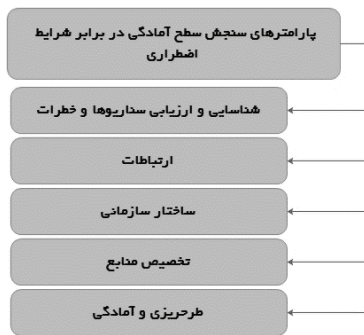 پارامترهای سنجش سطح آمادگی در برابر شرایط
اضطراری
شناسایی و ارزیابی سناریوها و خطرات
ارتباطات
ساختار سازمانی
تخصیص منابع
طرحریزی و آمادگی